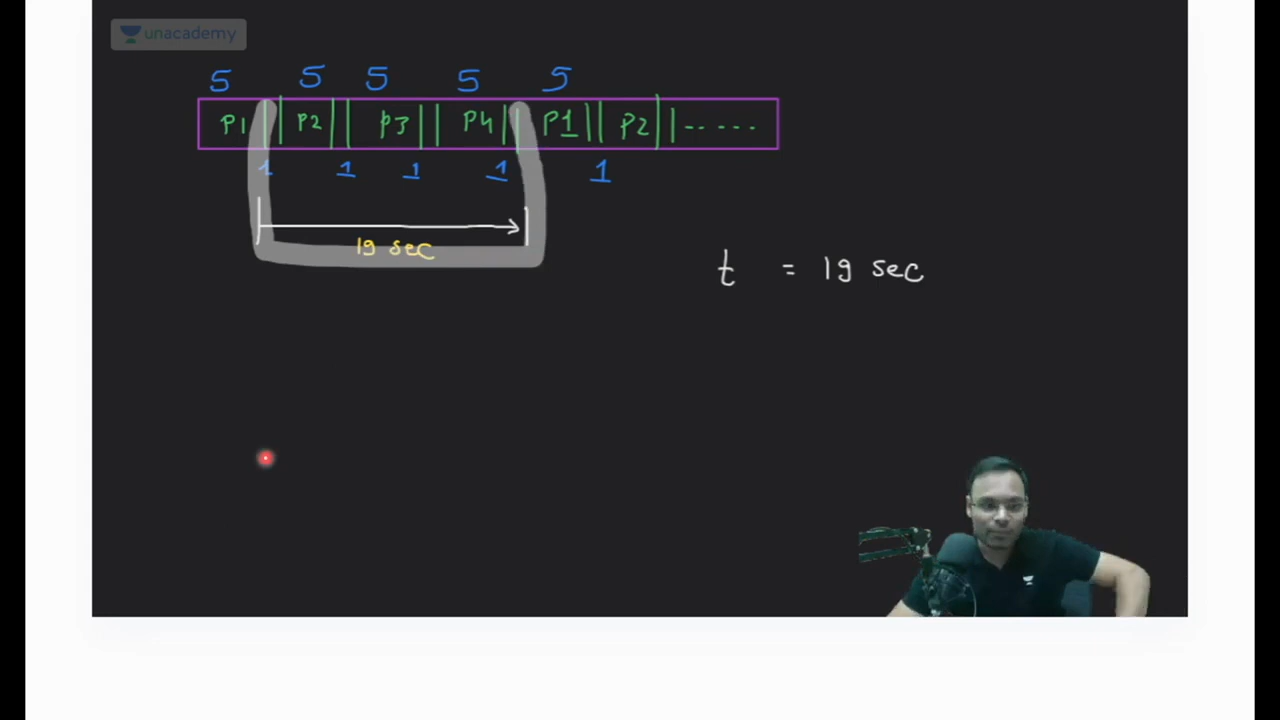 unacademy
5 5 5 5 5
P1 P2 P3 P4 P1 P2 ------
1 1 1 1 1
19 sec
t = 19 sec